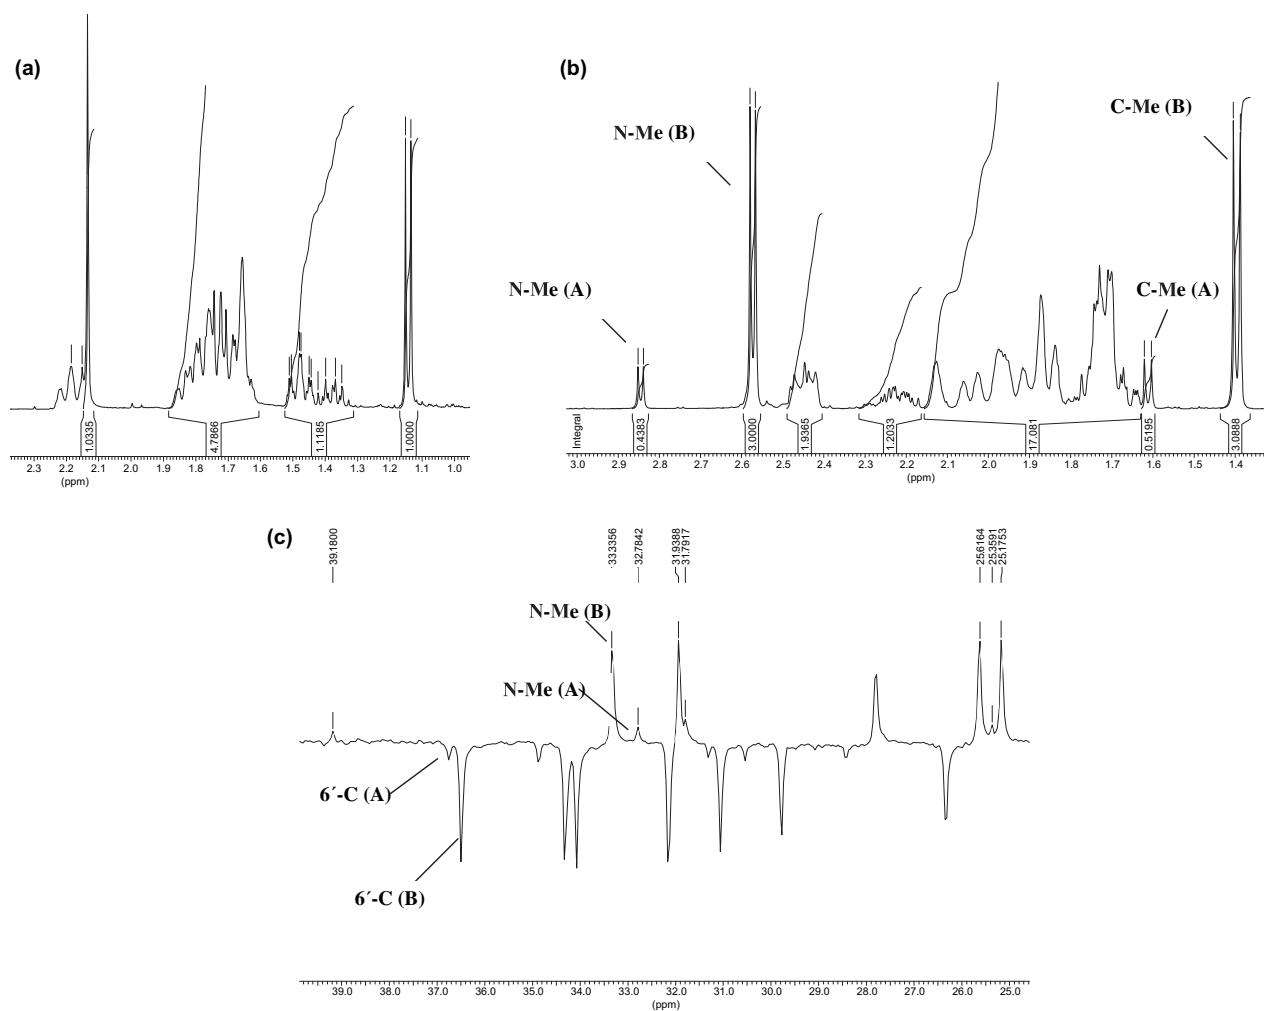 (a)
1.0335
4.7866
1.1185
1.0000
2.3 2.2 2.1 2.0 1.9 1.8 1.7 1.6 1.5 1.4 1.3 1.2 1.1 1.0
(ppm)
(b)
N-Me (B)
C-Me (B)
N-Me (A)
C-Me (A)
Integral
0.4383
3.0000
1.9365
1.2033
17.081
0.5195
3.0888
3.0 2.9 2.8 2.7 2.6 2.5 2.4 2.3 2.2 2.1 2.0 1.9 1.8 1.7 1.6 1.5 1.4
(ppm)
(c)
39.1800
33.3356
32.7842
31.9388
31.7917
25.6164
25.3591
25.1753
N-Me (B)
N-Me (A)
6´-C (A)
6´-C (B)
39.0 37.0 36.0 35.0 34.0 33.0 32.0 31.0 30.0 29.0 28.0 27.0 26.0 25.0
(ppm)